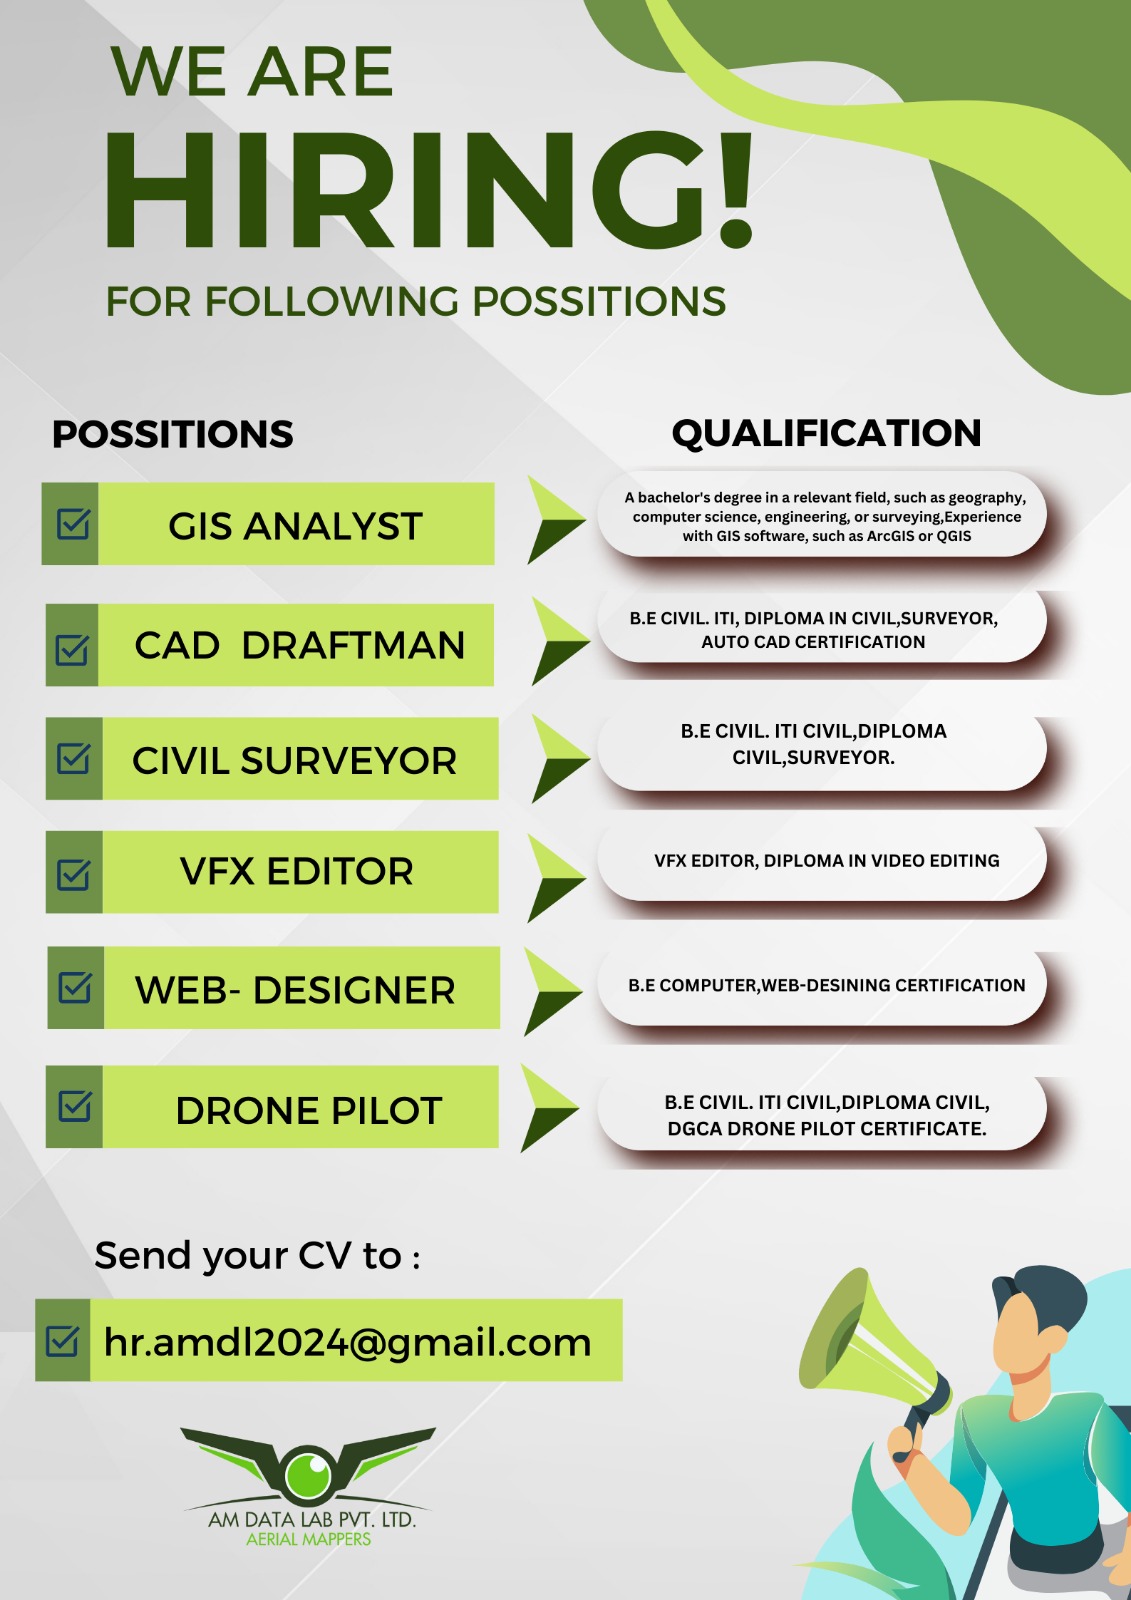 WE ARE
HIRING!
FOR FOLLOWING POSSITIONS
POSSITIONS
QUALIFICATION
GIS ANALYST
A bachelor's degree in a relevant field, such as geography,
computer science, engineering, or surveying,Experience
with GIS software, such as ArcGIS or QGIS
CAD DRAFTMAN
B.E CIVIL. ITI, DIPLOMA IN CIVIL,SURVEYOR,
AUTO CAD CERTIFICATION
CIVIL SURVEYOR
B.E CIVIL. ITI CIVIL,DIPLOMA
CIVIL,SURVEYOR.
VFX EDITOR
VFX EDITOR, DIPLOMA IN VIDEO EDITING
WEB- DESIGNER
B.E COMPUTER,WEB-DESINING CERTIFICATION
DRONE PILOT
B.E CIVIL. ITI CIVIL,DIPLOMA CIVIL,
DGCA DRONE PILOT CERTIFICATE.
Send your CV to :
hr.amdl2024@gmail.com
AM DATA LAB PVT. LTD.
AERIAL MAPPERS